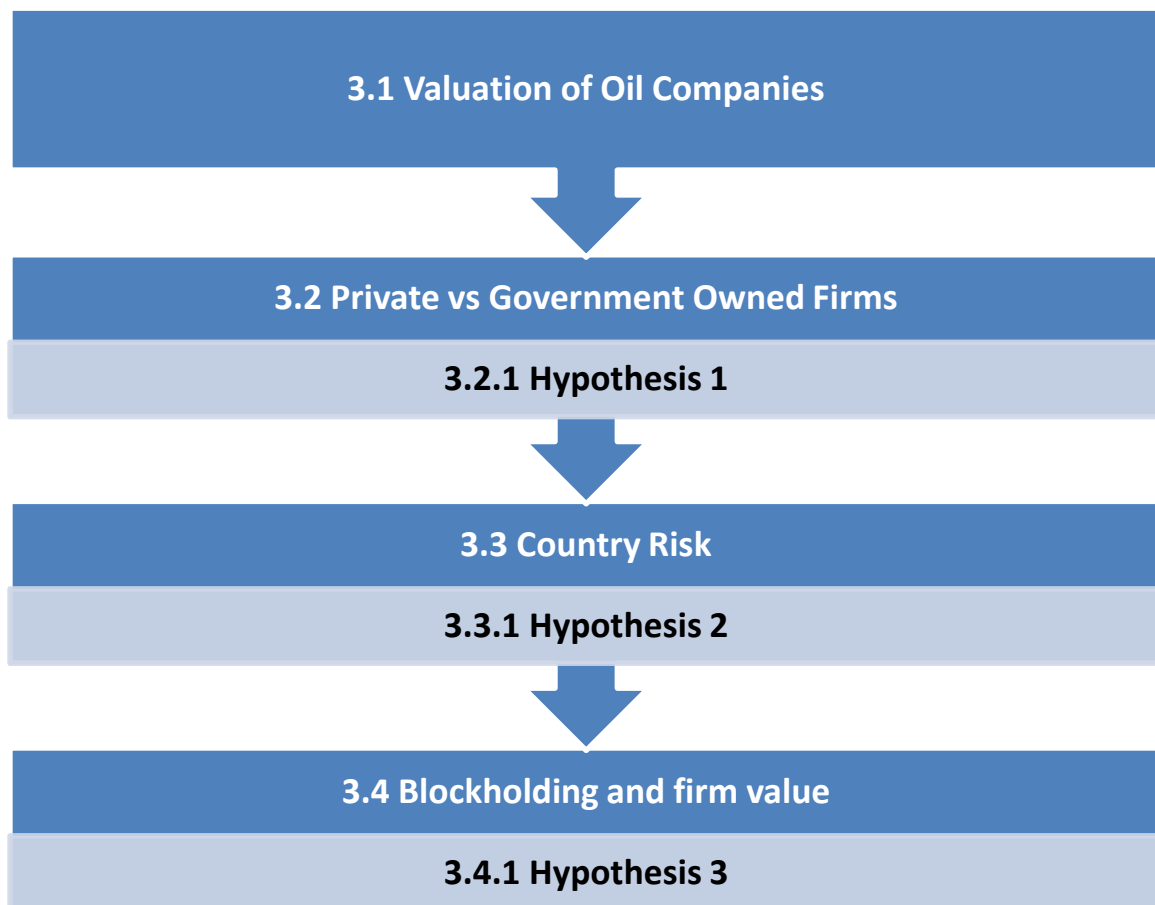 3.1 Valuation of Oil Companies
3.2 Private vs Government Owned Firms
3.2.1 Hypothesis 1
3.3 Country Risk
3.3.1 Hypothesis 2
3.4 Blockholding and firm value
3.4.1 Hypothesis 3